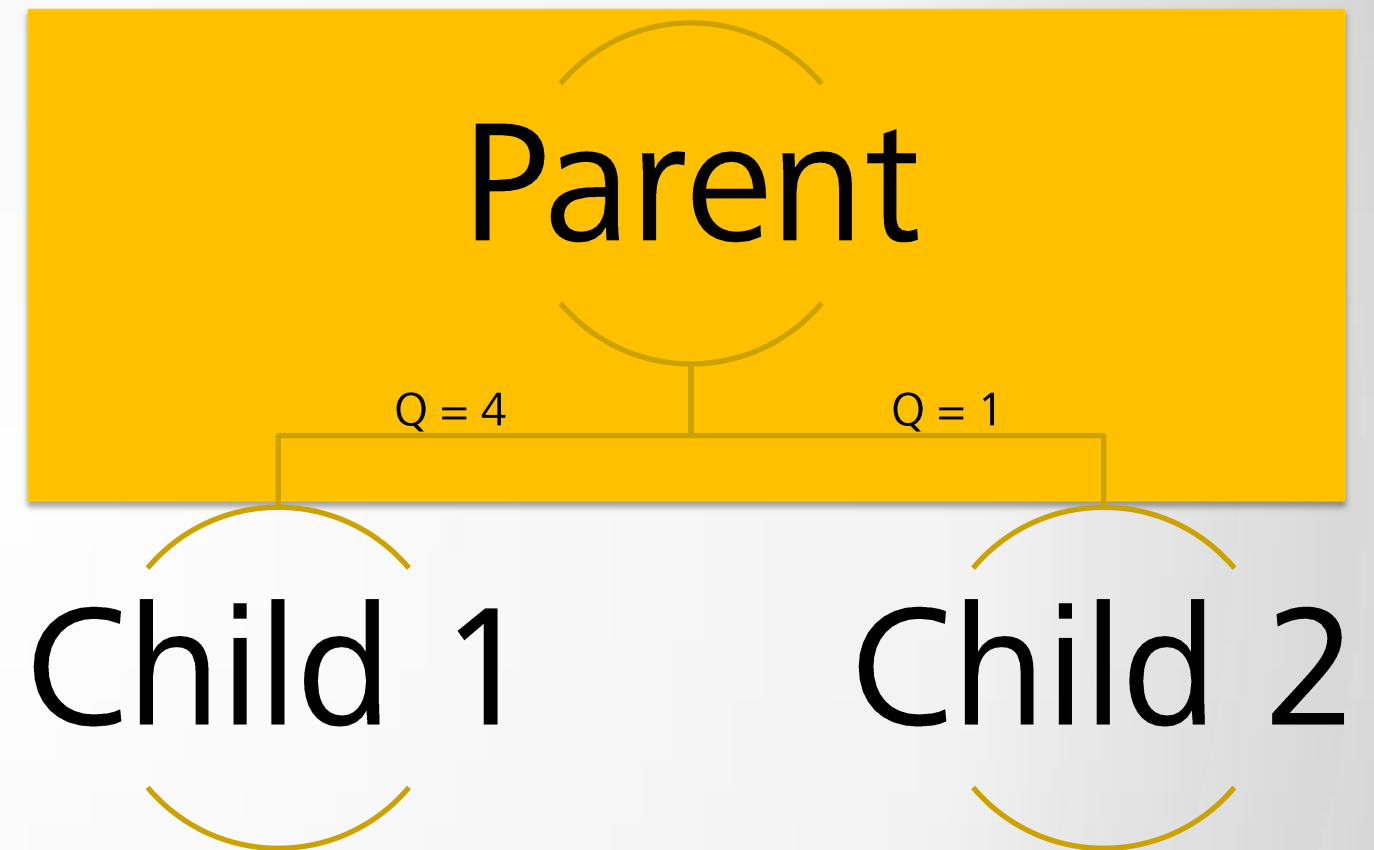 Parent
Q = 4
Q = 1
Child 1
Child 2